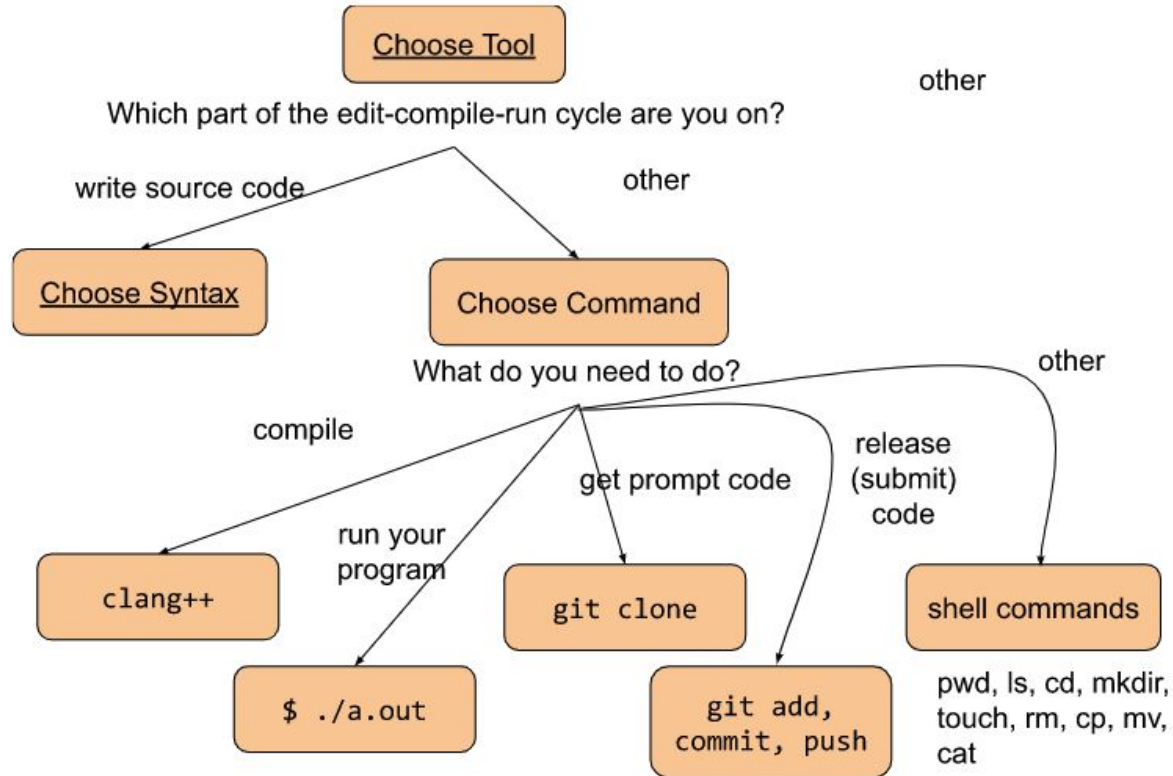 Choose Tool
other
Which part of the edit-compile-run cycle are you on?
write source code
other
Choose Syntax
Choose Command
What do you need to do?
other
compile
release
(submit)
code
get prompt code
run your
program
clang++
git clone
shell commands
$ ./a.out
git add,
commit, push
pwd, ls, cd, mkdir,
touch, rm, cp, mv,
cat